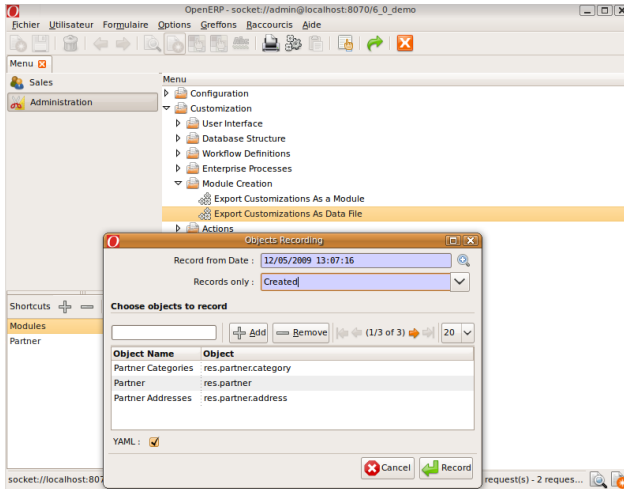 OpenERP - socket://admin@localhost:8070/6_0_demo
Fichier Utilisateur Formulaire Options Greffons Raccourcis Aide
Menu
Sales
Administration
Menu
Configuration
Customization
User Interface
Database Structure
Workflow Definitions
Enterprise Processes
Module Creation
Export Customizations As a Module
Export Customizations As Data File
Actions
Objects Recording
Record from Date : 12/05/2009 13:07:16
Records only : Created
Shortcuts
Modules
Partner
Choose objects to record
Add Remove (1/3 of 3) 20
Object Name Object
Partner Categories res.partner.category
Partner res.partner
Partner Addresses res.partner.address
YAML :
Cancel Record
socket://localhost:807
request(s) - 2 reques...